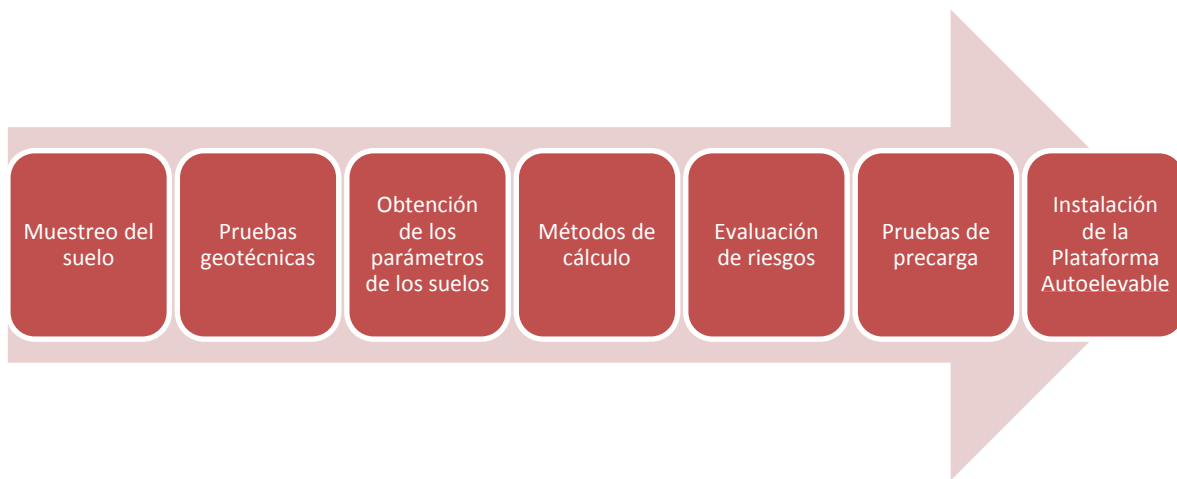 Muestreo del
suelo
Pruebas
geotécnicas
Obtención
de los
parámetros
de los suelos
Métodos de
cálculo
Evaluación
de riesgos
Pruebas de
precarga
Instalación
de la
Plataforma
Autoelevable